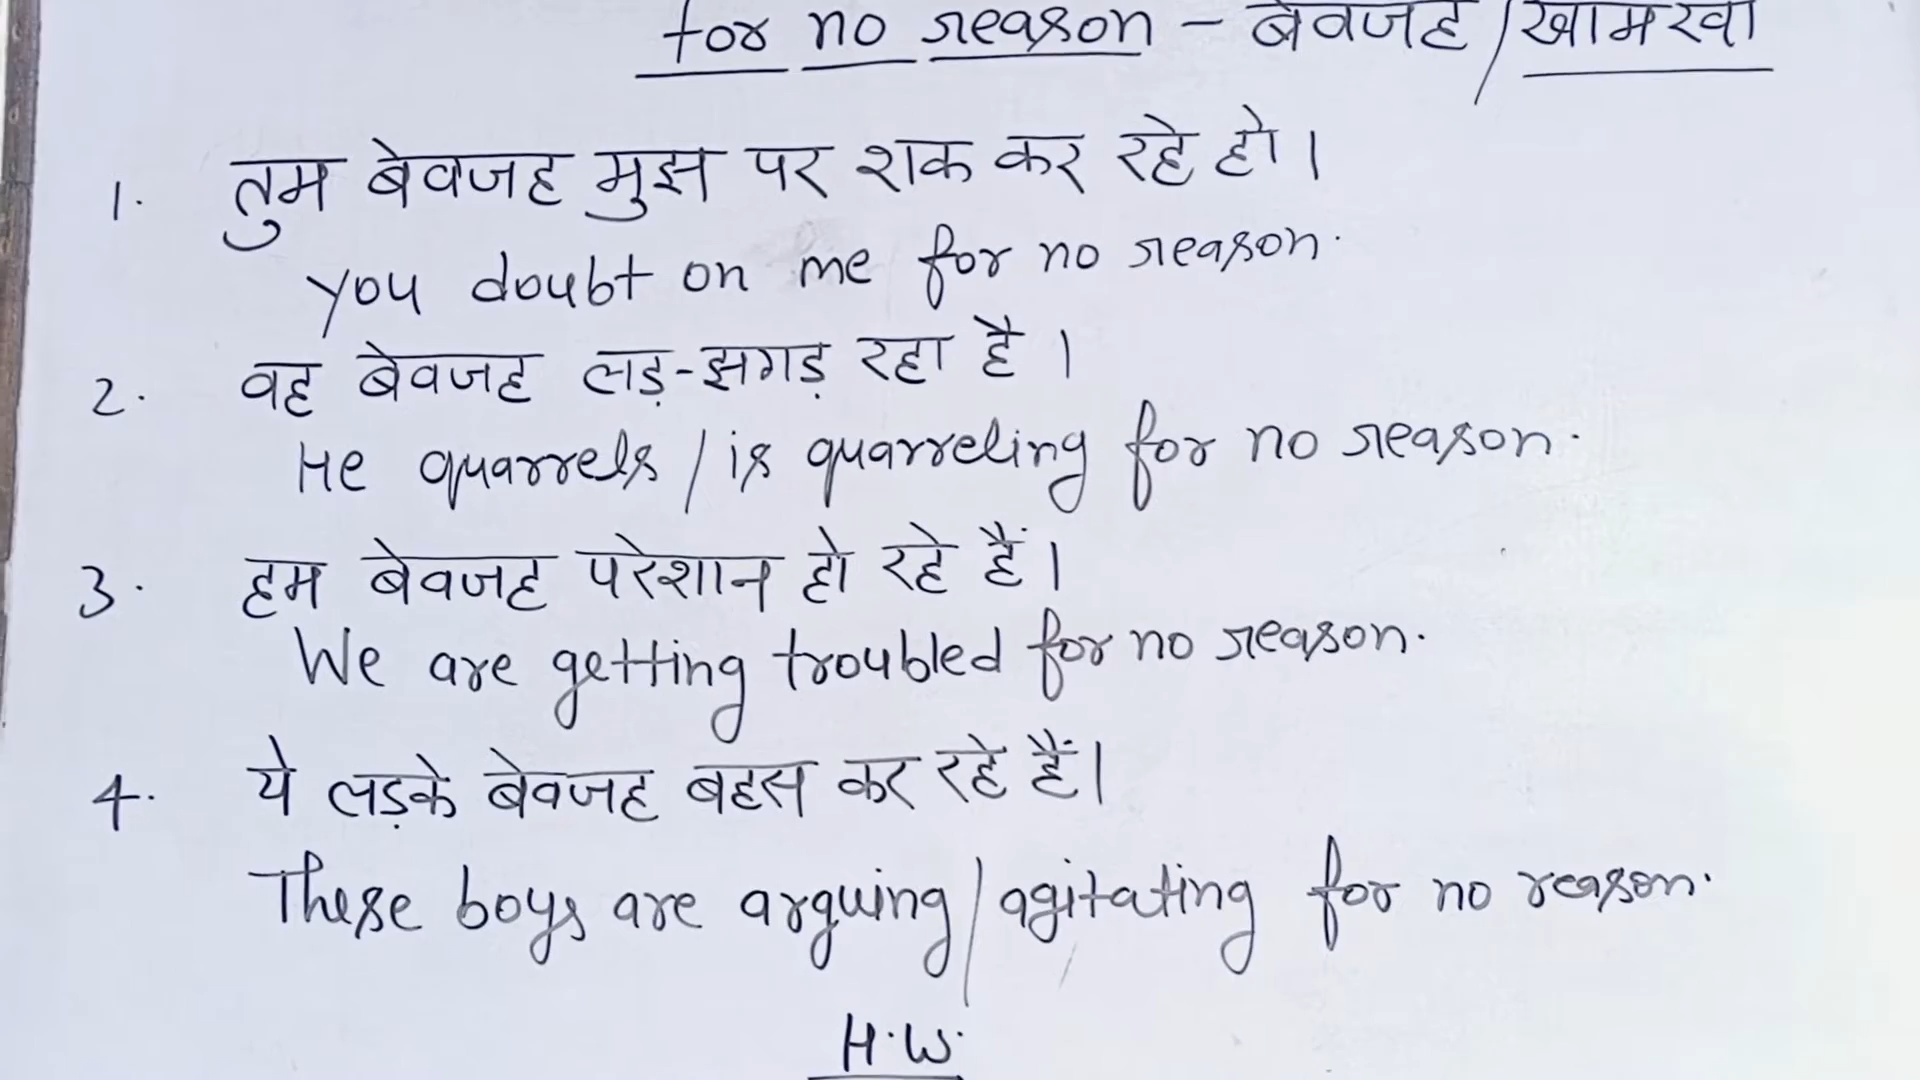 for no reason - बेवजह / खामखा
1. तुम बेवजह मुझ पर शक कर रहे हो।
You doubt on me for no reason.
2. वह बेवजह लड़-झगड़ रहा है।
He quarrels / is quarreling for no reason.
3. हम बेवजह परेशान हो रहे हैं।
We are getting troubled for no reason.
4. ये लड़के बेवजह बहस कर रहे हैं।
These boys are arguing / agitating for no reason.
H.W.